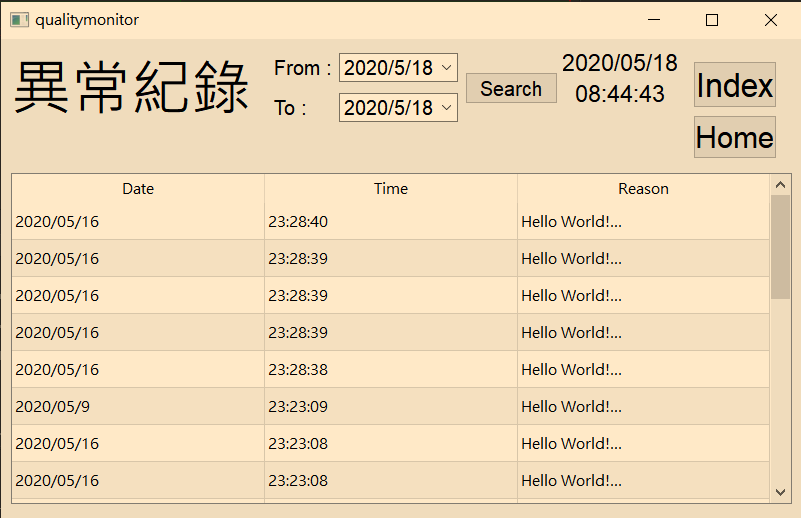 qualitymonitor
異常紀錄
From : 2020/5/18
To : 2020/5/18
Search
2020/05/18
08:44:43
Index
Home
Date Time Reason
2020/05/16 23:28:40 Hello World!...
2020/05/16 23:28:39 Hello World!...
2020/05/16 23:28:39 Hello World!...
2020/05/16 23:28:39 Hello World!...
2020/05/16 23:28:38 Hello World!...
2020/05/9 23:23:09 Hello World!...
2020/05/16 23:23:08 Hello World!...
2020/05/16 23:23:08 Hello World!...